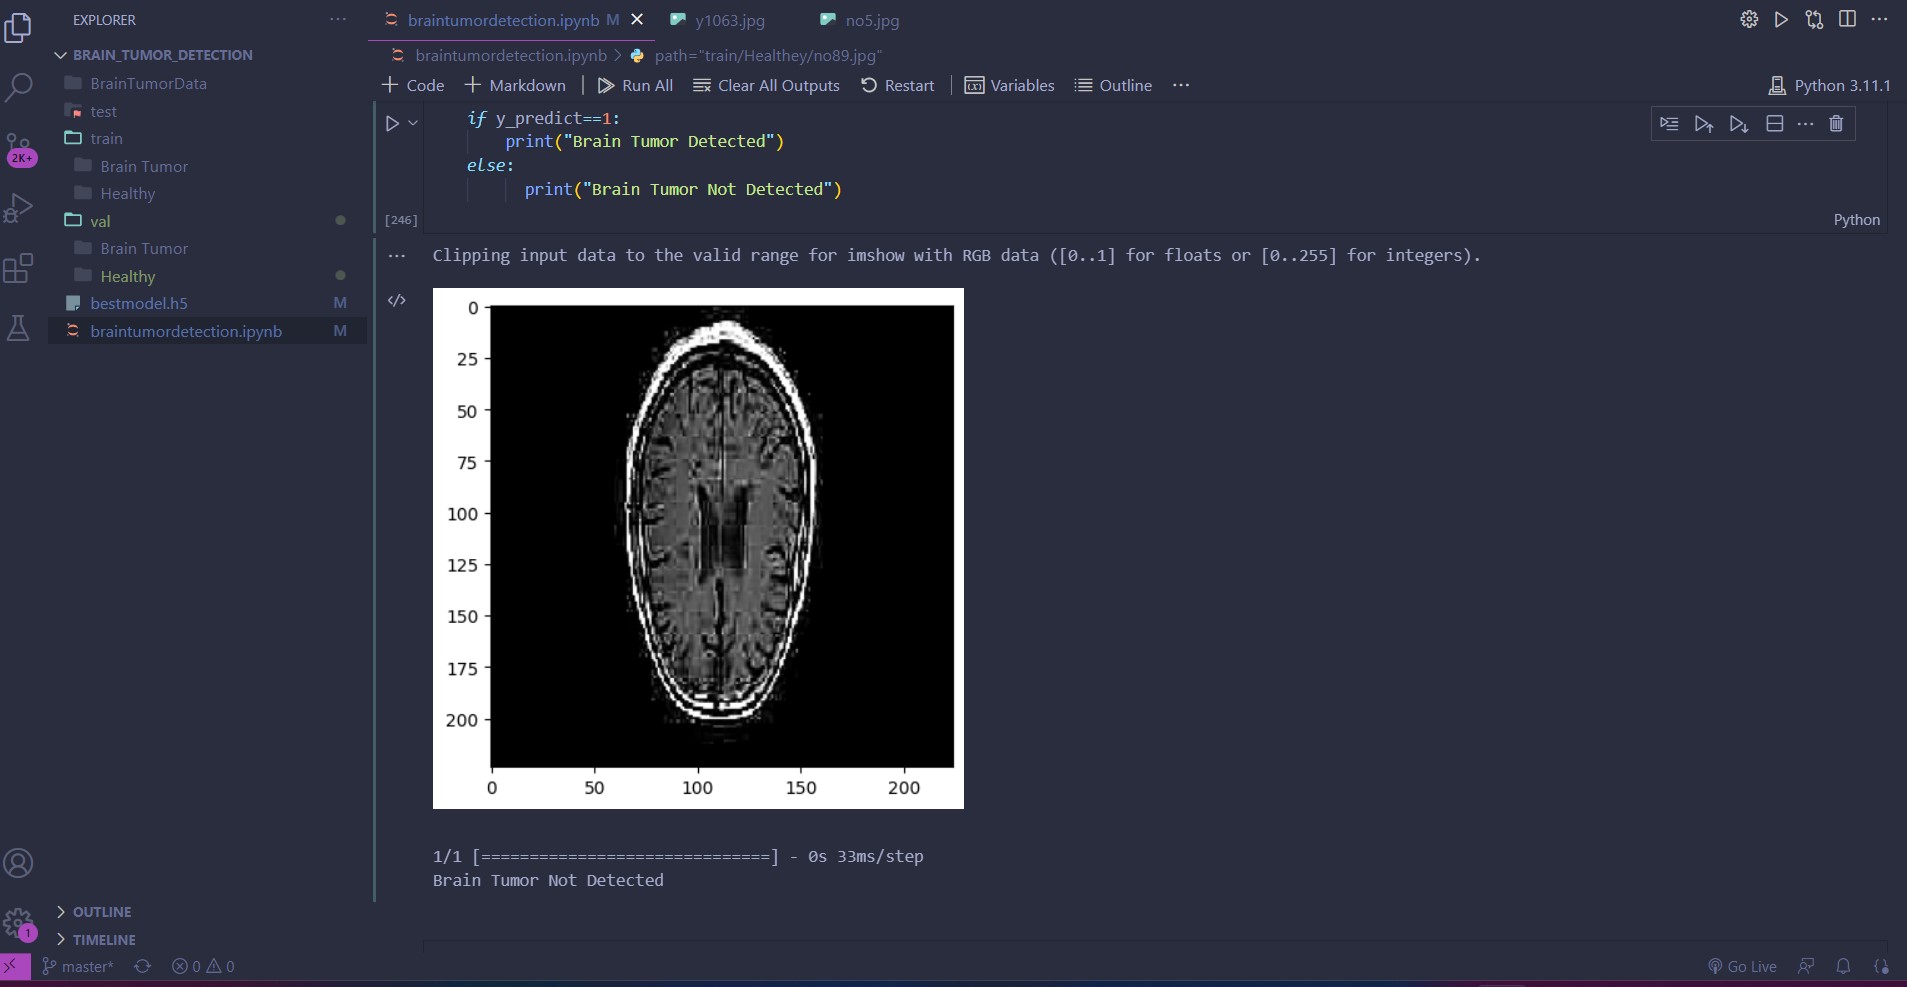 EXPLORER
BRAIN_TUMOR_DETECTION
BrainTumorData
test
train
Brain Tumor
Healthy
val
Brain Tumor
Healthy
bestmodel.h5 M
braintumordetection.ipynb M
2K+
1
OUTLINE
TIMELINE
braintumordetection.ipynb M y1063.jpg no5.jpg
braintumordetection.ipynb > path="train/Healthey/no89.jpg"
+ Code + Markdown | Run All Clear All Outputs Restart | Variables Outline ... Python 3.11.1
if y_predict==1:
print("Brain Tumor Detected")
else:
print("Brain Tumor Not Detected")
[246] Python
Clipping input data to the valid range for imshow with RGB data ([0..1] for floats or [0..255] for integers).
0
25
50
75
100
125
150
175
200
0 50 100 150 200
1/1 [==============================] - 0s 33ms/step
Brain Tumor Not Detected
master* 0 0 Go Live